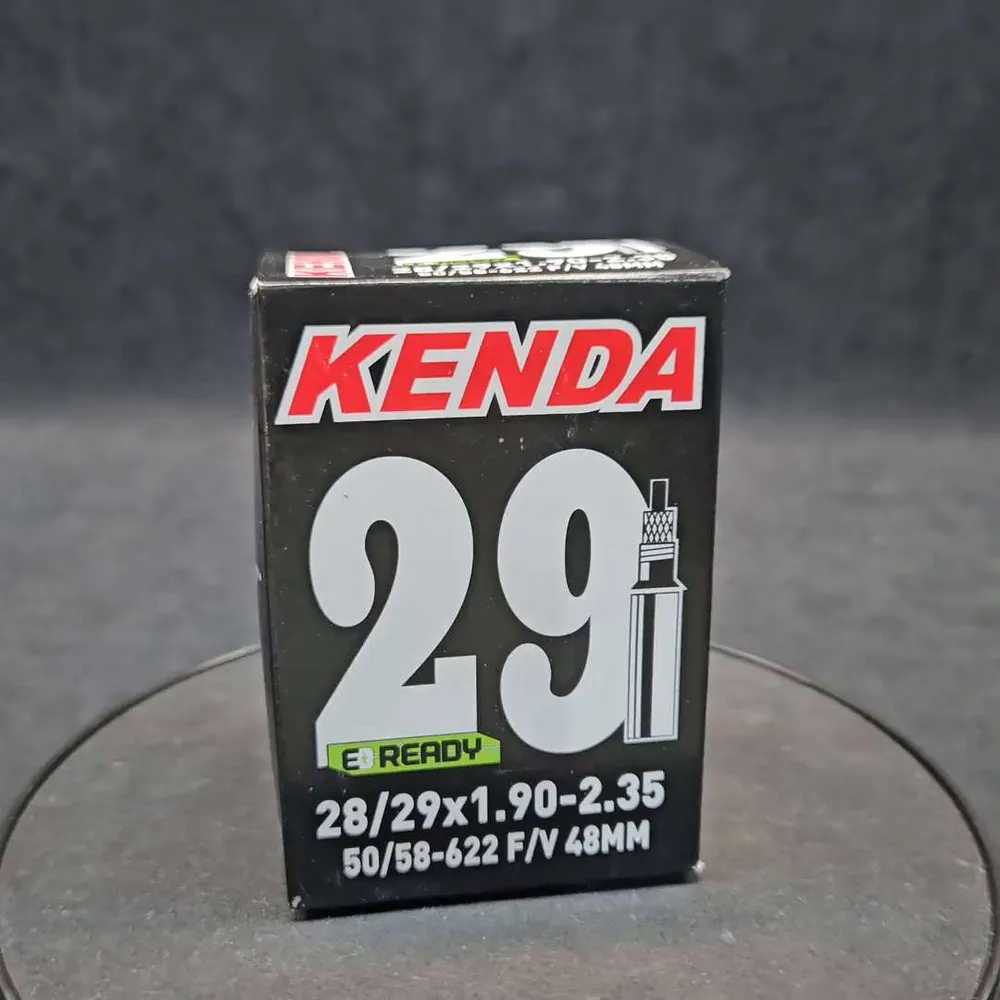 KENDA
29
READY
28/29x1.90-2.35
50/58-622 F/V 48MM